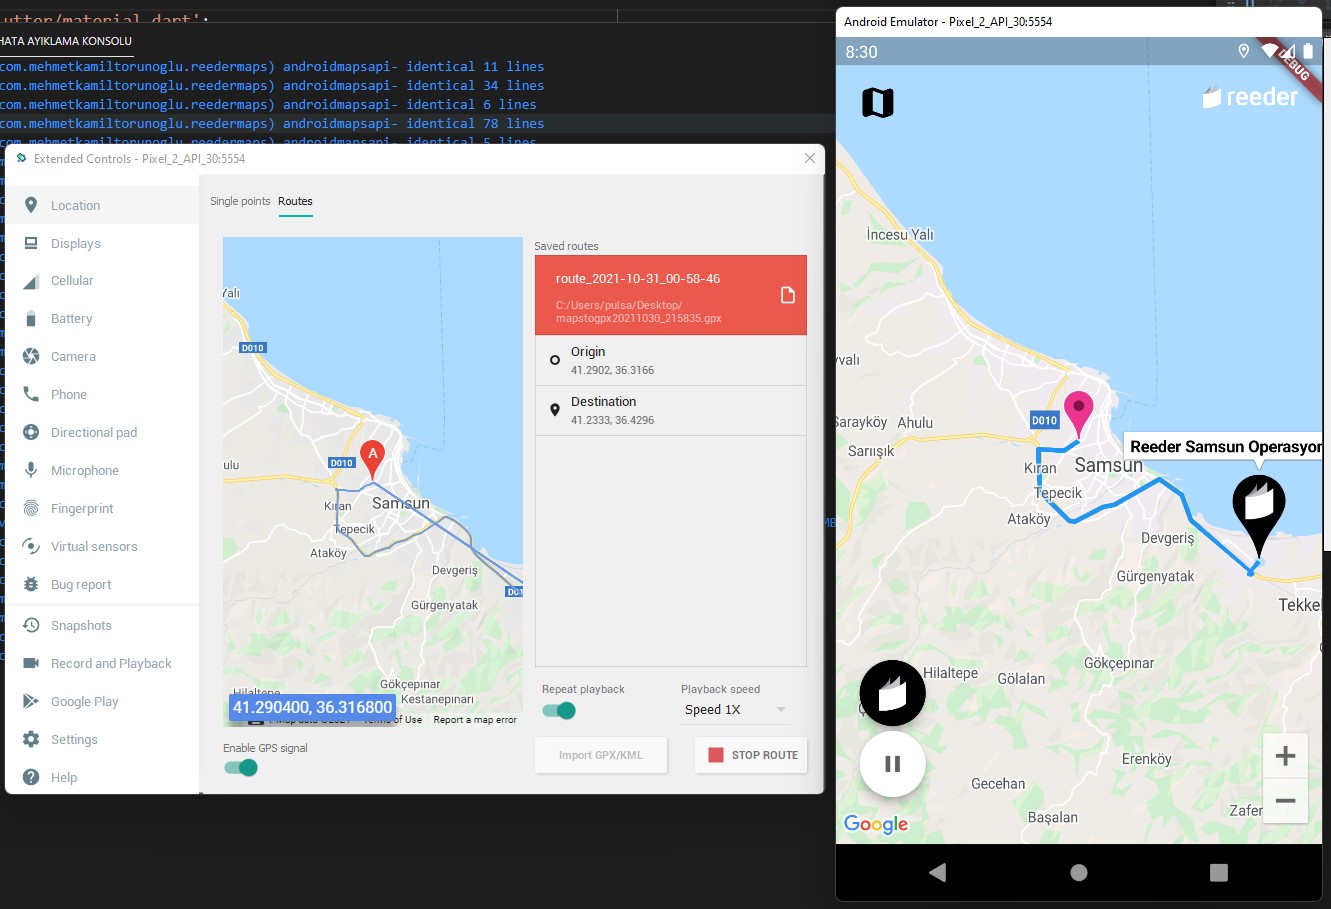 utter/material.dart';
HATA AYIKLAMA KONSOLU
com.mehmetkamiltorunoglu.reedermaps) androidmapsapi- identical 11 lines
com.mehmetkamiltorunoglu.reedermaps) androidmapsapi- identical 34 lines
com.mehmetkamiltorunoglu.reedermaps) androidmapsapi- identical 6 lines
com.mehmetkamiltorunoglu.reedermaps) androidmapsapi- identical 78 lines
com.mehmetkamiltorunoglu.reedermaps) androidmapsapi- identical 5 lines
Extended Controls - Pixel_2_API_30:5554
Location
Displays
Cellular
Battery
Camera
Phone
Directional pad
Microphone
Fingerprint
Virtual sensors
Bug report
Snapshots
Record and Playback
Google Play
Settings
Help
Single points Routes
Yalı
D010
D010
A
ulu
Kıran
Samsun
Tepecik
Ataköy
Devgeriş
D01
Gürgenyatak
Gökçepınar
Hilaltepe
Kestanepınarı
41.290400, 36.316800
Map data ©2021
Terms of Use
Report a map error
Enable GPS signal
Saved routes
route_2021-10-31_00-58-46
C:/Users/pulsa/Desktop/
mapstogpx20211030_215835.gpx
Origin
41.2902, 36.3166
Destination
41.2333, 36.4296
Repeat playback
Playback speed
Speed 1X
Import GPX/KML
STOP ROUTE
Android Emulator - Pixel_2_API_30:5554
8:30
DEBUG
reeder
İncesu Yalı
yvalı
Sarayköy
Ahulu
D010
Sarıışık
Kıran
Samsun
Reeder Samsun Operasyon
Tepecik
Ataköy
Devgeriş
Gürgenyatak
Tekkel
Gökçepınar
Hilaltepe
Gölalan
Erenköy
Gecehan
Başalan
Zafer
Google